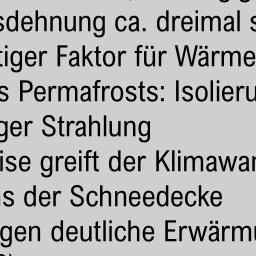 sdehnung ca. dreimal s
tiger Faktor für Wärme
s Permafrosts: Isolieru
ger Strahlung
ise greift der Klimawar
s der Schneedecke
gen deutliche Erwärmu